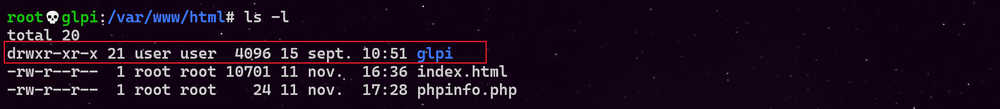 root💀glpi:/var/www/html# ls -l
total 20
drwxr-xr-x 21 user user  4096 15 sept. 10:51 glpi
-rw-r--r--  1 root root 10701 11 nov.  16:36 index.html
-rw-r--r--  1 root root    24 11 nov.  17:28 phpinfo.php